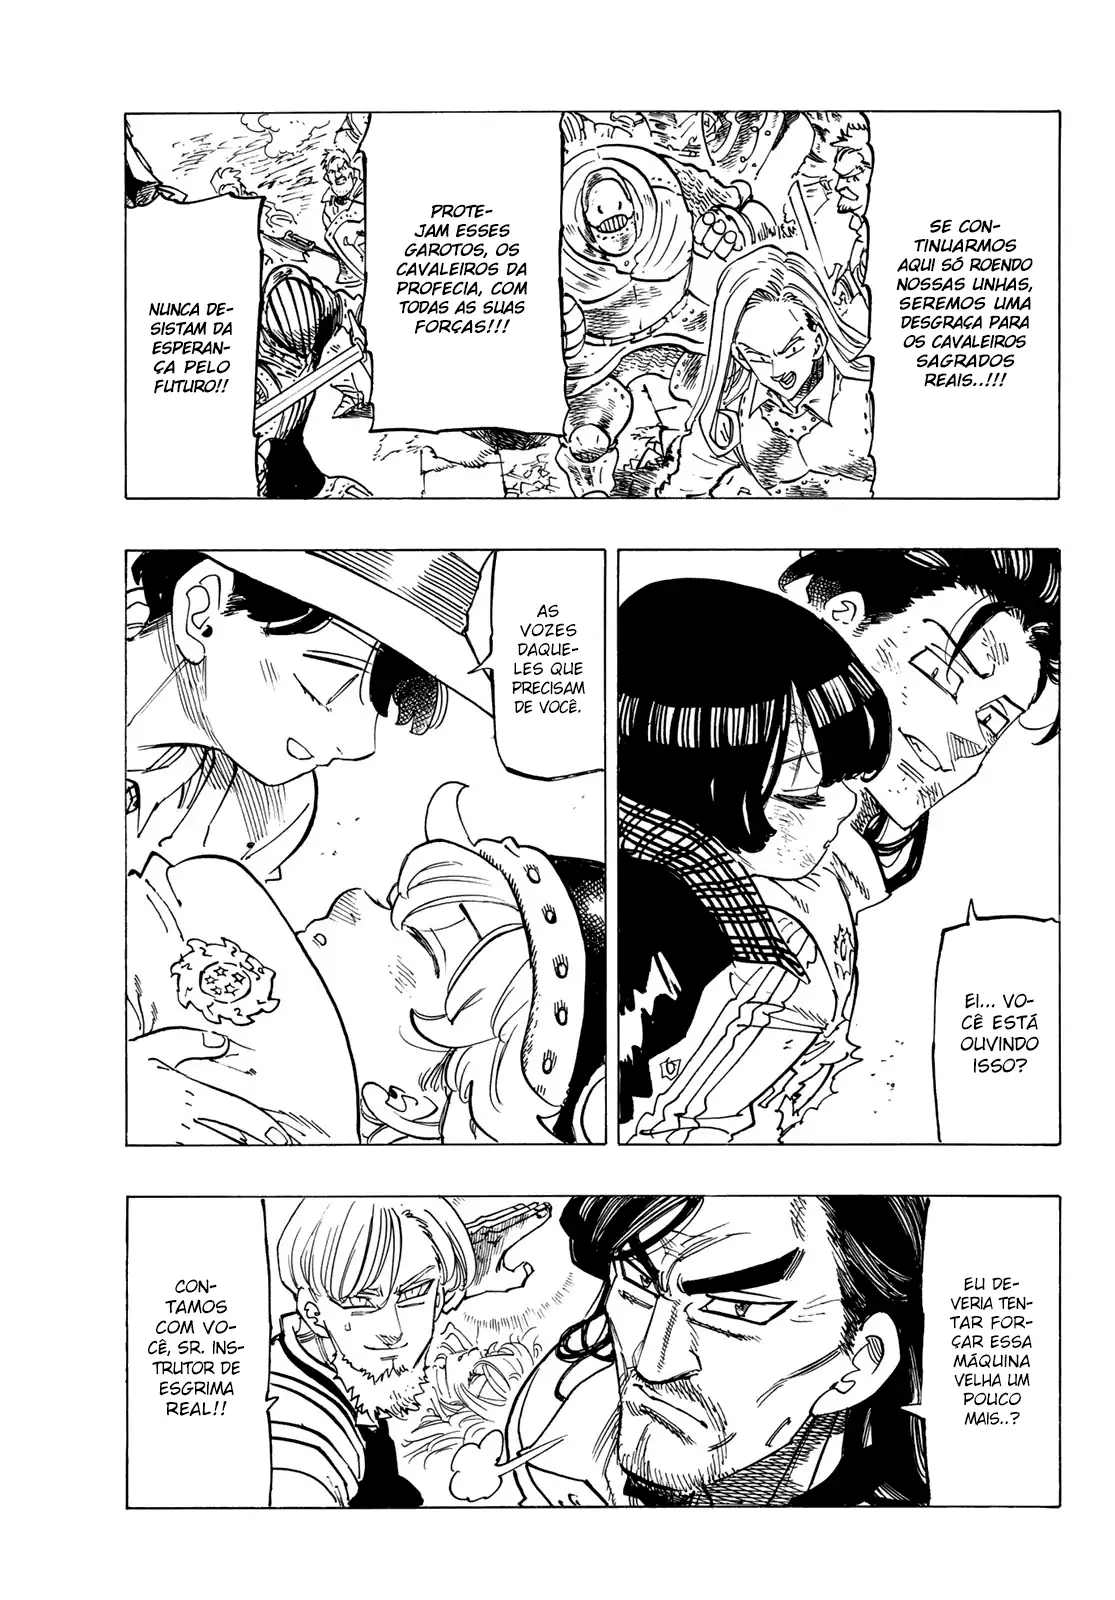 SE CON-
TINUARMOS
AQUI SÓ ROENDO
NOSSAS UNHAS,
SEREMOS UMA
DESGRAÇA PARA
OS CAVALEIROS
SAGRADOS
REAIS..!!!
PROTE-
JAM ESSES
GAROTOS, OS
CAVALEIROS DA
PROFECIA, COM
TODAS AS SUAS
FORÇAS!!!
NUNCA DE-
SISTAM DA
ESPERAN-
ÇA PELO
FUTURO!!
EI... VO-
CÊ ESTÁ
OUVINDO
ISSO?
AS
VOZES
DAQUE-
LES QUE
PRECISAM
DE VOCÊ.
EU DE-
VERIA TEN-
TAR FOR-
ÇAR ESSA
MÁQUINA
VELHA UM
POUCO
MAIS..?
CON-
TAMOS
COM VO-
CÊ, SR. INS-
TRUTOR DE
ESGRIMA
REAL!!